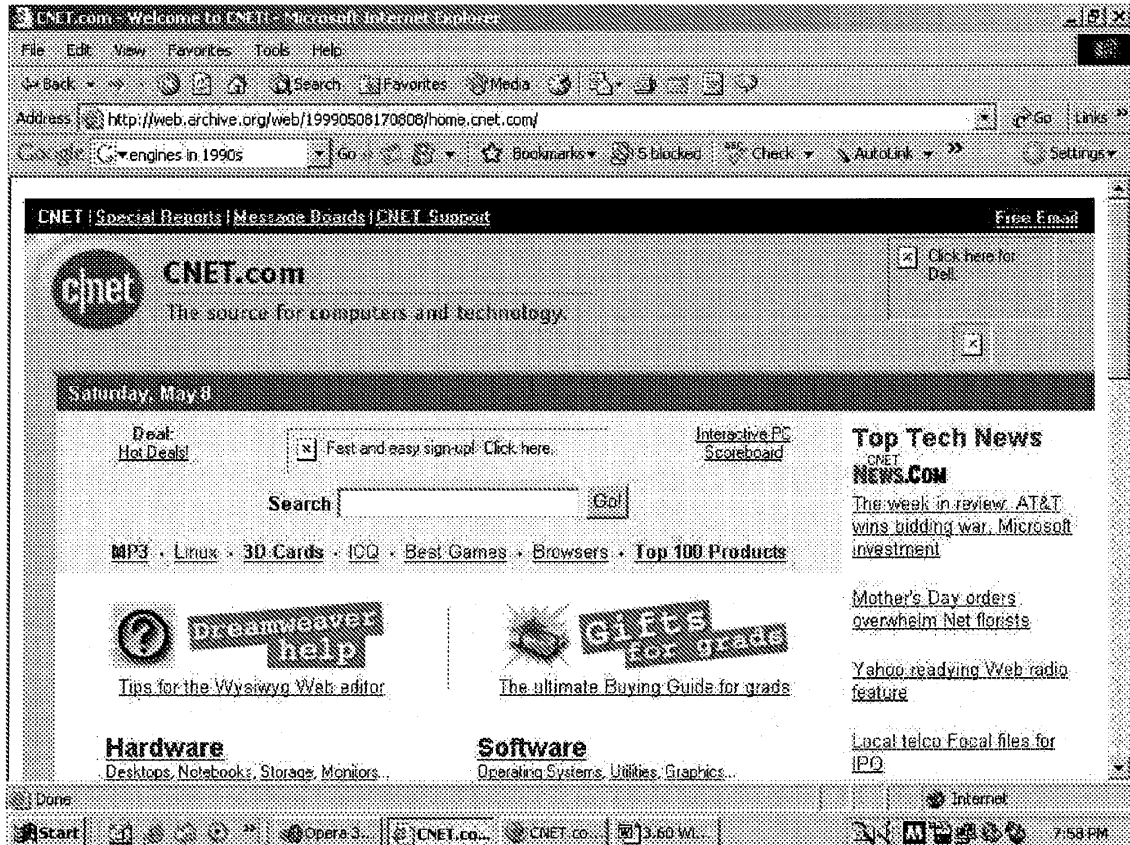 CNET.com - Welcome to CNET! - Microsoft Internet Explorer
File Edit View Favorites Tools Help
Back Search Favorites Media
Address http://web.archive.org/web/19990508170808/home.cnet.com/ Go Links »
Google engines in 1990s Go Bookmarks 5 blocked Check AutoLink » Settings
CNET | Special Reports | Message Boards | CNET Support Free Email
c|net CNET.com
The source for computers and technology.
Click here for
Dell
Saturday, May 8
Deal:
Hot Deals!
Fast and easy sign-up! Click here.
Interactive PC
Scoreboard
Search Go!
MP3 · Linux · 3D Cards · ICQ · Best Games · Browsers · Top 100 Products
Dreamweaver
help
Tips for the Wysiwyg Web editor
Gifts
for grads
The ultimate Buying Guide for grads
Hardware
Desktops, Notebooks, Storage, Monitors...
Software
Operating Systems, Utilities, Graphics...
Top Tech News
CNET
NEWS.COM
The week in review: AT&T
wins bidding war, Microsoft
investment
Mother's Day orders
overwhelm Net florists
Yahoo readying Web radio
feature
Local telco Focal files for
IPO
Done Internet
Start » Opera 3... CNET.co... CNET.co... 3.60 WI... 7:58 PM